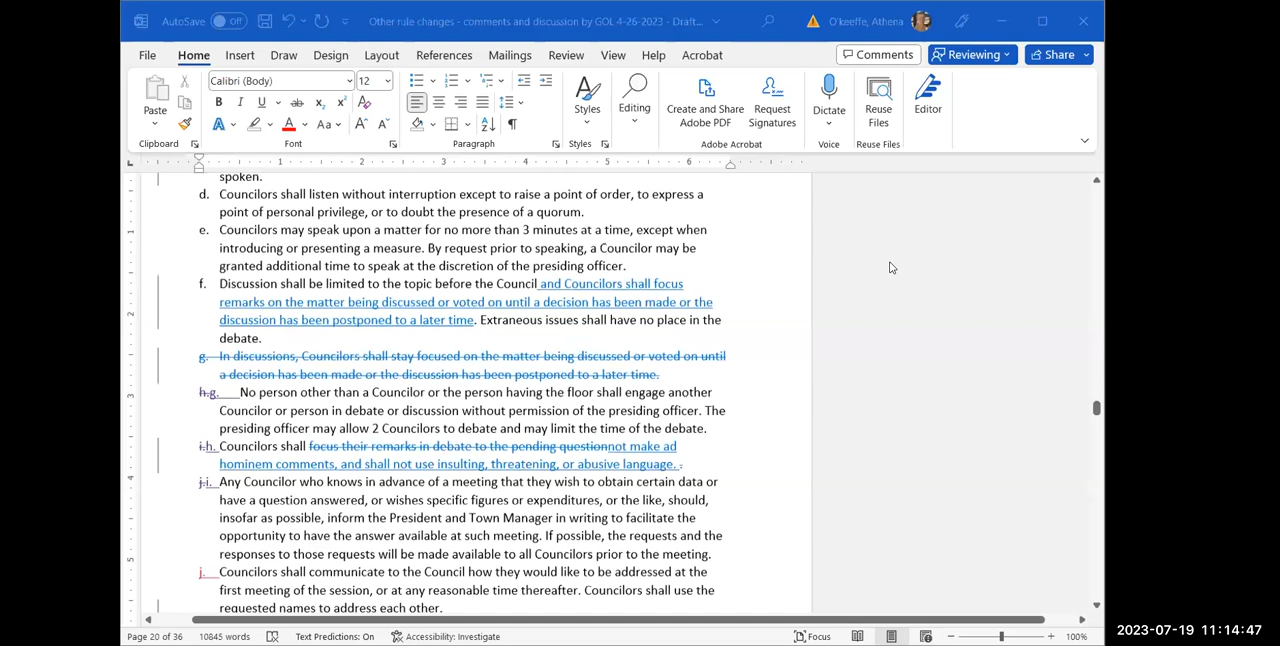 AutoSave Off Other rule changes - comments and discussion by GOL 4-26-2023 - Draft... O'keeffe, Athena
File Home Insert Draw Design Layout References Mailings Review View Help Acrobat Comments Reviewing Share
Calibri (Body) 12
Paste Styles Editing Create and Share Adobe PDF Request Signatures Dictate Reuse Files Editor
Clipboard Font Paragraph Styles Adobe Acrobat Voice Reuse Files
1 2 3 4 5 6
spoken.
d. Councilors shall listen without interruption except to raise a point of order, to express a
point of personal privilege, or to doubt the presence of a quorum.
e. Councilors may speak upon a matter for no more than 3 minutes at a time, except when
introducing or presenting a measure. By request prior to speaking, a Councilor may be
granted additional time to speak at the discretion of the presiding officer.
f. Discussion shall be limited to the topic before the Council and Councilors shall focus
remarks on the matter being discussed or voted on until a decision has been made or the
discussion has been postponed to a later time. Extraneous issues shall have no place in the
debate.
g. In discussions, Councilors shall stay focused on the matter being discussed or voted on until
a decision has been made or the discussion has been postponed to a later time.
h.g. No person other than a Councilor or the person having the floor shall engage another
Councilor or person in debate or discussion without permission of the presiding officer. The
presiding officer may allow 2 Councilors to debate and may limit the time of the debate.
i.h. Councilors shall focus their remarks in debate to the pending questionnot make ad
hominem comments, and shall not use insulting, threatening, or abusive language. .
j.i. Any Councilor who knows in advance of a meeting that they wish to obtain certain data or
have a question answered, or wishes specific figures or expenditures, or the like, should,
insofar as possible, inform the President and Town Manager in writing to facilitate the
opportunity to have the answer available at such meeting. If possible, the requests and the
responses to those requests will be made available to all Councilors prior to the meeting.
j. Councilors shall communicate to the Council how they would like to be addressed at the
first meeting of the session, or at any reasonable time thereafter. Councilors shall use the
requested names to address each other.
Page 20 of 36 10845 words Text Predictions: On Accessibility: Investigate Focus 100%
2023-07-19 11:14:47